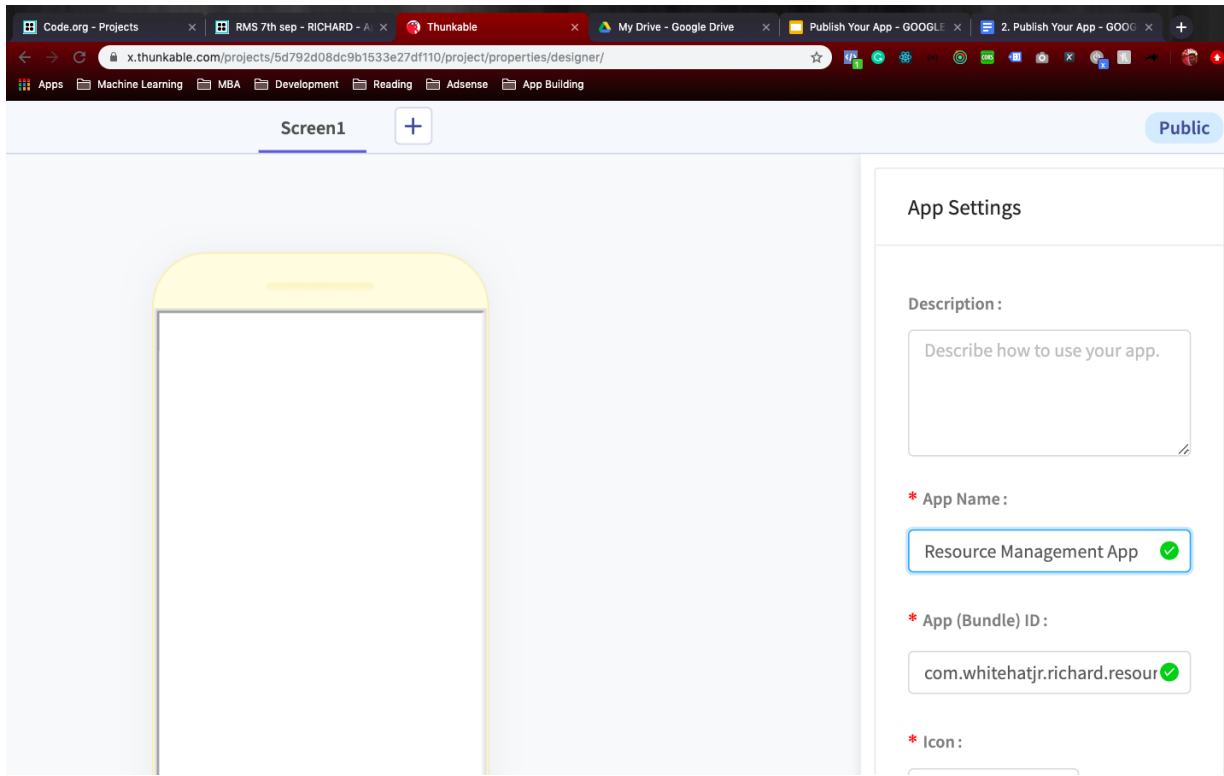 Code.org - Projects
RMS 7th sep - RICHARD - A
Thunkable
My Drive - Google Drive
Publish Your App - GOOGLE
2. Publish Your App - GOOG
x.thunkable.com/projects/5d792d08dc9b1533e27df110/project/properties/designer/
Apps
Machine Learning
MBA
Development
Reading
Adsense
App Building
Screen1
+
Public
App Settings
Description :
Describe how to use your app.
* App Name :
Resource Management App
* App (Bundle) ID :
com.whitehatjr.richard.resour
* Icon :